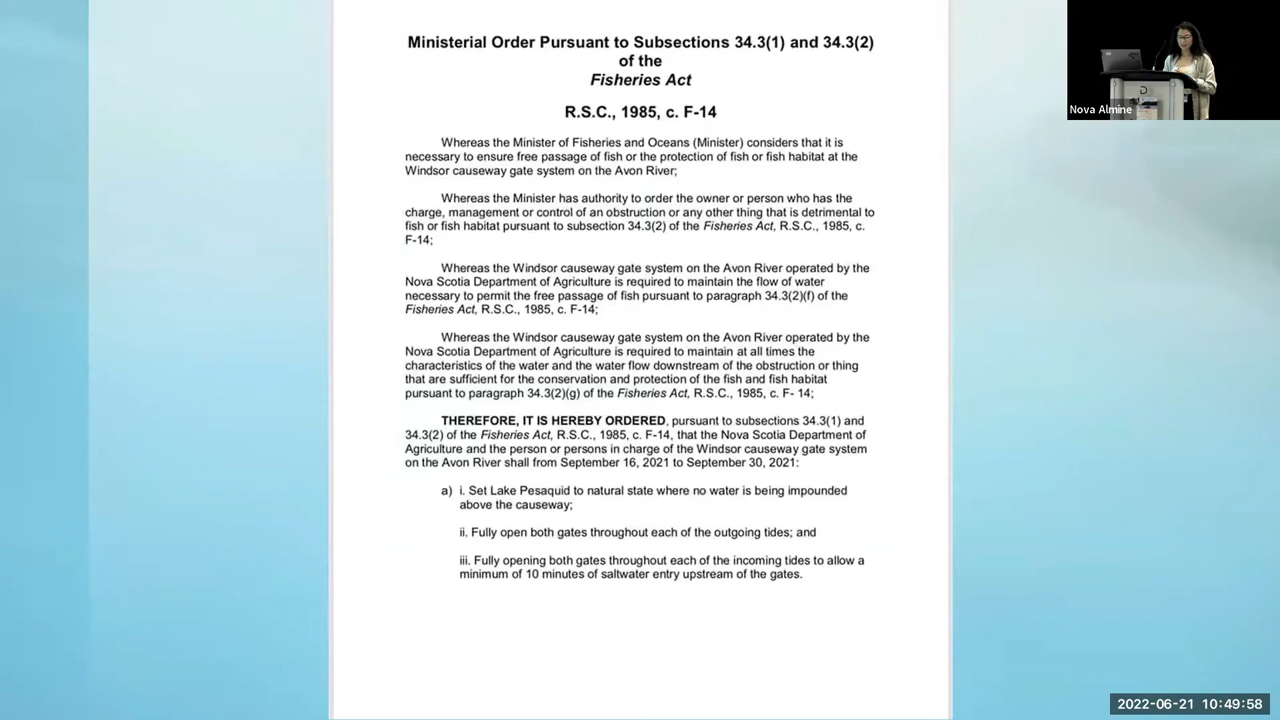 Ministerial Order Pursuant to Subsections 34.3(1) and 34.3(2)
of the
Fisheries Act
R.S.C., 1985, c. F-14
Whereas the Minister of Fisheries and Oceans (Minister) considers that it is
necessary to ensure free passage of fish or the protection of fish or fish habitat at the
Windsor causeway gate system on the Avon River;
Whereas the Minister has authority to order the owner or person who has the
charge, management or control of an obstruction or any other thing that is detrimental to
fish or fish habitat pursuant to subsection 34.3(2) of the Fisheries Act, R.S.C., 1985, c.
F-14;
Whereas the Windsor causeway gate system on the Avon River operated by the
Nova Scotia Department of Agriculture is required to maintain the flow of water
necessary to permit the free passage of fish pursuant to paragraph 34.3(2)(f) of the
Fisheries Act, R.S.C., 1985, c. F-14;
Whereas the Windsor causeway gate system on the Avon River operated by the
Nova Scotia Department of Agriculture is required to maintain at all times the
characteristics of the water and the water flow downstream of the obstruction or thing
that are sufficient for the conservation and protection of the fish and fish habitat
pursuant to paragraph 34.3(2)(g) of the Fisheries Act, R.S.C., 1985, c. F- 14;
THEREFORE, IT IS HEREBY ORDERED, pursuant to subsections 34.3(1) and
34.3(2) of the Fisheries Act, R.S.C., 1985, c. F-14, that the Nova Scotia Department of
Agriculture and the person or persons in charge of the Windsor causeway gate system
on the Avon River shall from September 16, 2021 to September 30, 2021:
a) i. Set Lake Pesaquid to natural state where no water is being impounded
above the causeway;
ii. Fully open both gates throughout each of the outgoing tides; and
iii. Fully opening both gates throughout each of the incoming tides to allow a
minimum of 10 minutes of saltwater entry upstream of the gates.
Nova Almine
2022-06-21 10:49:58